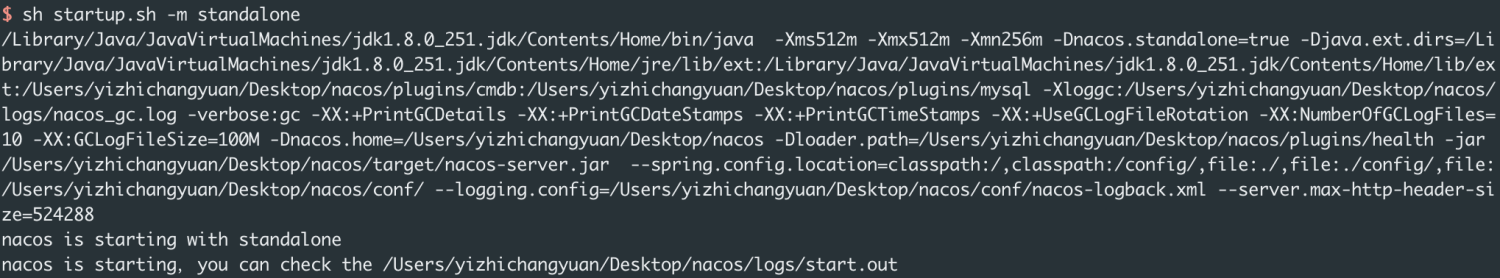 $ sh startup.sh -m standalone
/Library/Java/JavaVirtualMachines/jdk1.8.0_251.jdk/Contents/Home/bin/java  -Xms512m -Xmx512m -Xmn256m -Dnacos.standalone=true -Djava.ext.dirs=/Li
brary/Java/JavaVirtualMachines/jdk1.8.0_251.jdk/Contents/Home/jre/lib/ext:/Library/Java/JavaVirtualMachines/jdk1.8.0_251.jdk/Contents/Home/lib/ex
t:/Users/yizhichangyuan/Desktop/nacos/plugins/cmdb:/Users/yizhichangyuan/Desktop/nacos/plugins/mysql -Xloggc:/Users/yizhichangyuan/Desktop/nacos/
logs/nacos_gc.log -verbose:gc -XX:+PrintGCDetails -XX:+PrintGCDateStamps -XX:+PrintGCTimeStamps -XX:+UseGCLogFileRotation -XX:NumberOfGCLogFiles=
10 -XX:GCLogFileSize=100M -Dnacos.home=/Users/yizhichangyuan/Desktop/nacos -Dloader.path=/Users/yizhichangyuan/Desktop/nacos/plugins/health -jar
/Users/yizhichangyuan/Desktop/nacos/target/nacos-server.jar  --spring.config.location=classpath:/,classpath:/config/,file:./,file:./config/,file:
/Users/yizhichangyuan/Desktop/nacos/conf/ --logging.config=/Users/yizhichangyuan/Desktop/nacos/conf/nacos-logback.xml --server.max-http-header-si
ze=524288
nacos is starting with standalone
nacos is starting, you can check the /Users/yizhichangyuan/Desktop/nacos/logs/start.out